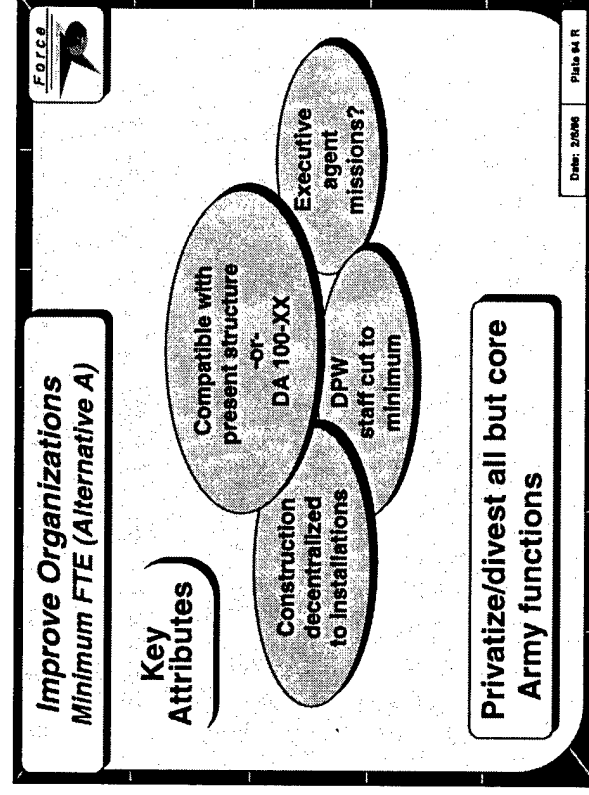 Improve Organizations
Minimum FTE (Alternative A)
Force
Key
Attributes
Compatible with
present structure
-or-
DA 100-XX
Construction
decentralized
to Installations
DPW
staff cut to
minimum
Executive
agent
missions?
Privatize/divest all but core
Army functions
Date: 2/6/96
Plate 94 R